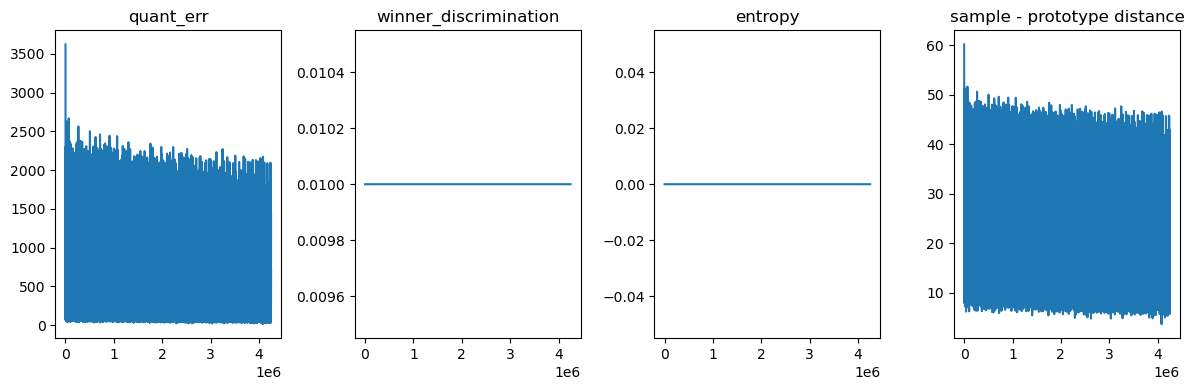 quant_err
3500
3000
2500
2000
1500
1000
500
0
0 1 2 3 4
1e6
winner_discrimination
0.0104
0.0102
0.0100
0.0098
0.0096
0 1 2 3 4
1e6
entropy
0.04
0.02
0.00
−0.02
−0.04
0 1 2 3 4
1e6
sample - prototype distance
60
50
40
30
20
10
0 1 2 3 4
1e6